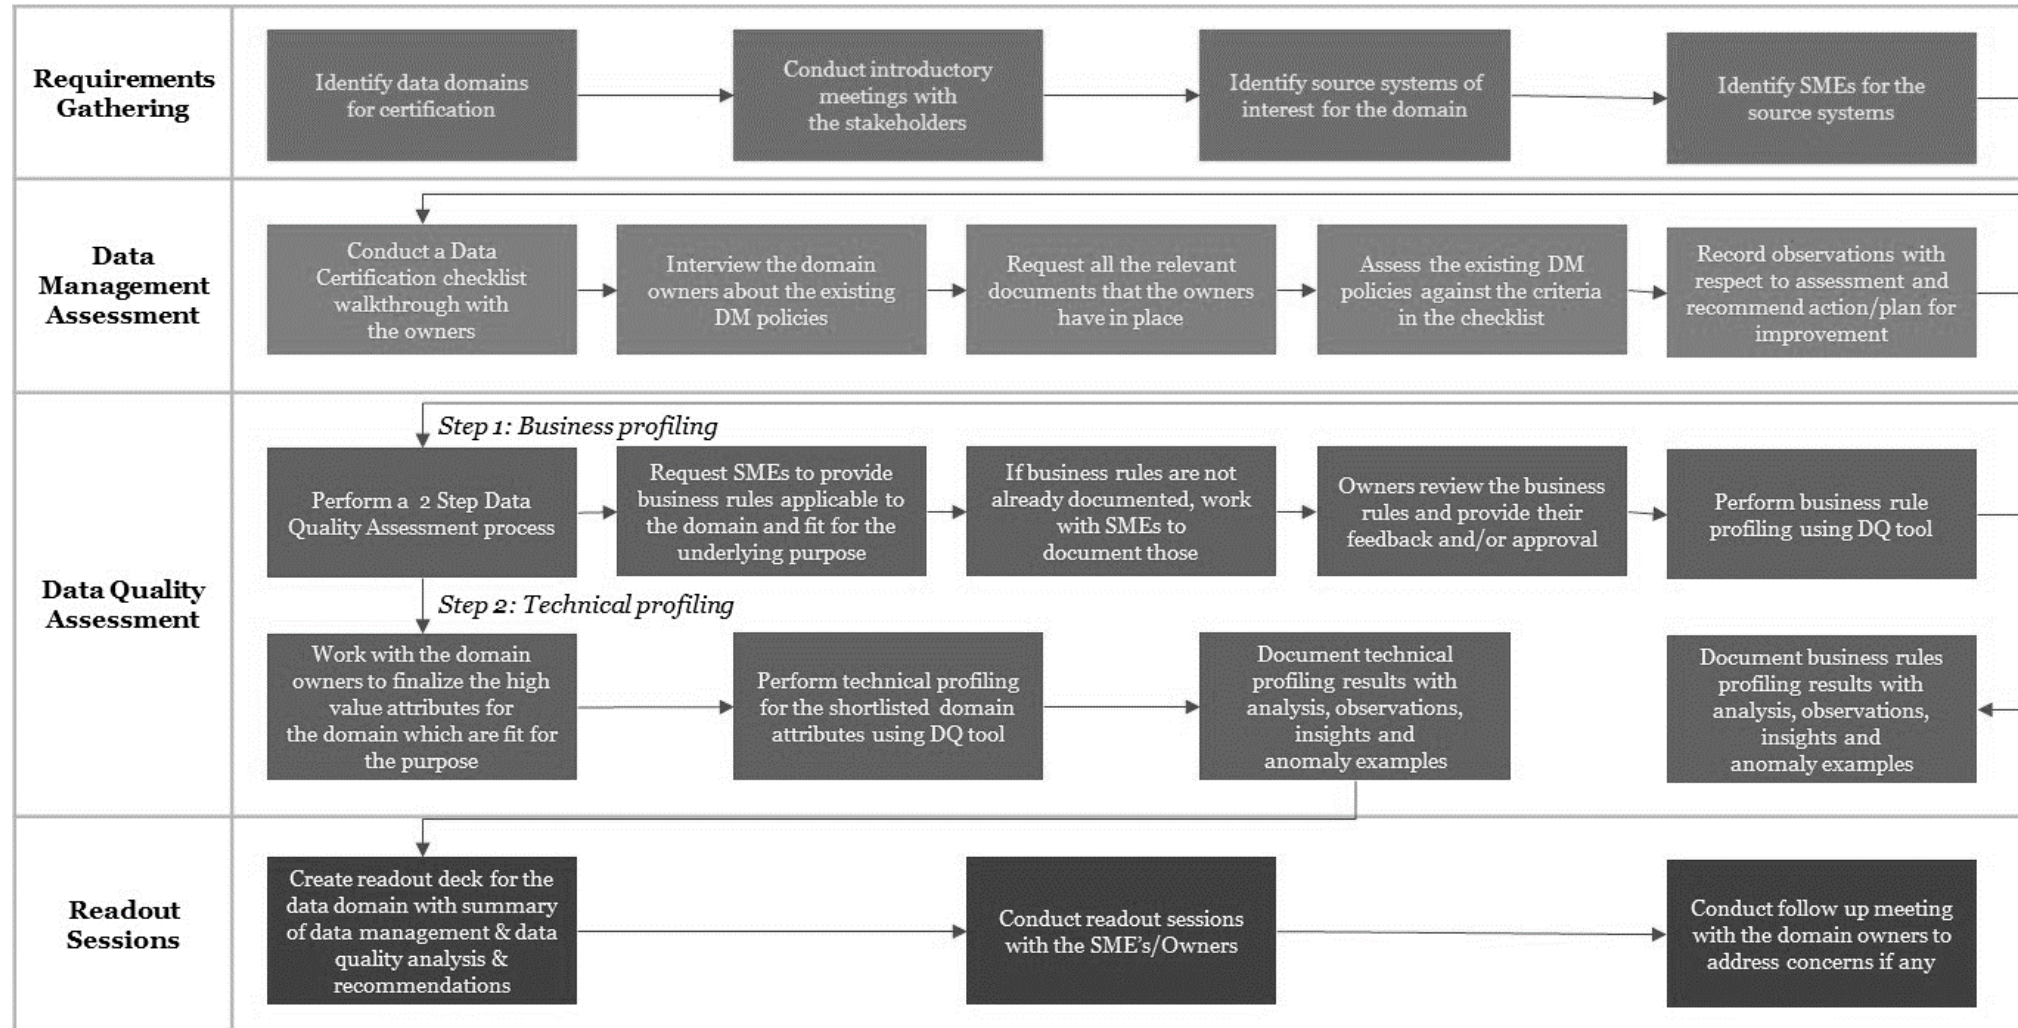 Requirements
Gathering
Identify data domains
for certification
Conduct introductory
meetings with
the stakeholders
Identify source systems of
interest for the domain
Identify SMEs for the
source systems
Data
Management
Assessment
Conduct a Data
Certification checklist
walkthrough with
the owners
Interview the domain
owners about the existing
DM policies
Request all the relevant
documents that the owners
have in place
Assess the existing DM
policies against the criteria
in the checklist
Record observations with
respect to assessment and
recommend action/plan for
improvement
Data Quality
Assessment
Step 1: Business profiling
Perform a 2 Step Data
Quality Assessment process
Request SMEs to provide
business rules applicable to
the domain and fit for the
underlying purpose
If business rules are not
already documented, work
with SMEs to
document those
Owners review the business
rules and provide their
feedback and/or approval
Perform business rule
profiling using DQ tool
Step 2: Technical profiling
Work with the domain
owners to finalize the high
value attributes for
the domain which are fit for
the purpose
Perform technical profiling
for the shortlisted domain
attributes using DQ tool
Document technical
profiling results with
analysis, observations,
insights and
anomaly examples
Document business rules
profiling results with
analysis, observations,
insights and
anomaly examples
Readout
Sessions
Create readout deck for the
data domain with summary
of data management & data
quality analysis &
recommendations
Conduct readout sessions
with the SME's/Owners
Conduct follow up meeting
with the domain owners to
address concerns if any